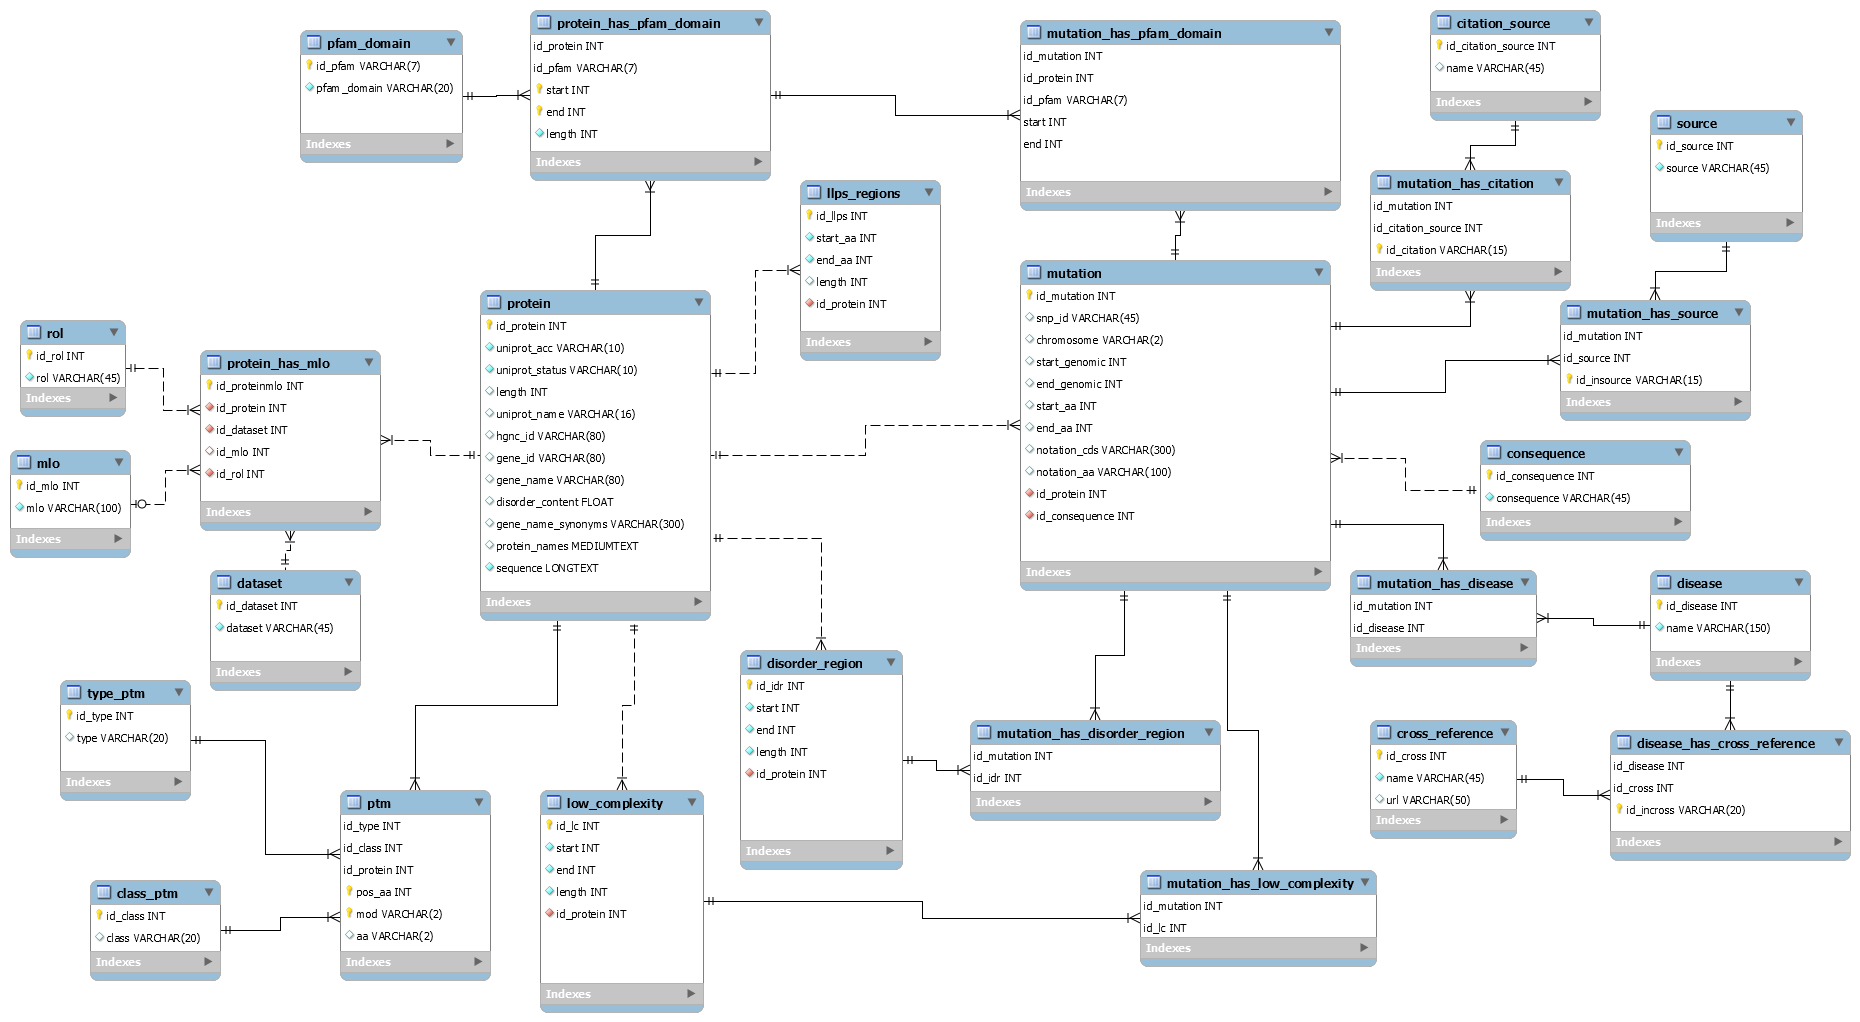 pfam_domain
id_pfam VARCHAR(7)
pfam_domain VARCHAR(20)
Indexes
protein_has_pfam_domain
id_protein INT
id_pfam VARCHAR(7)
start INT
end INT
length INT
Indexes
mutation_has_pfam_domain
id_mutation INT
id_protein INT
id_pfam VARCHAR(7)
start INT
end INT
Indexes
citation_source
id_citation_source INT
name VARCHAR(45)
Indexes
source
id_source INT
source VARCHAR(45)
Indexes
mutation_has_citation
id_mutation INT
id_citation_source INT
id_citation VARCHAR(15)
Indexes
llps_regions
id_llps INT
start_aa INT
end_aa INT
length INT
id_protein INT
Indexes
mutation
id_mutation INT
snp_id VARCHAR(45)
chromosome VARCHAR(2)
start_genomic INT
end_genomic INT
start_aa INT
end_aa INT
notation_cds VARCHAR(300)
notation_aa VARCHAR(100)
id_protein INT
id_consequence INT
Indexes
mutation_has_source
id_mutation INT
id_source INT
id_insource VARCHAR(15)
Indexes
protein
id_protein INT
uniprot_acc VARCHAR(10)
uniprot_status VARCHAR(10)
length INT
uniprot_name VARCHAR(16)
hgnc_id VARCHAR(80)
gene_id VARCHAR(80)
gene_name VARCHAR(80)
disorder_content FLOAT
gene_name_synonyms VARCHAR(300)
protein_names MEDIUMTEXT
sequence LONGTEXT
Indexes
rol
id_rol INT
rol VARCHAR(45)
Indexes
protein_has_mlo
id_proteinmlo INT
id_protein INT
id_dataset INT
id_mlo INT
id_rol INT
Indexes
mlo
id_mlo INT
mlo VARCHAR(100)
Indexes
consequence
id_consequence INT
consequence VARCHAR(45)
Indexes
dataset
id_dataset INT
dataset VARCHAR(45)
Indexes
mutation_has_disease
id_mutation INT
id_disease INT
Indexes
disease
id_disease INT
name VARCHAR(150)
Indexes
type_ptm
id_type INT
type VARCHAR(20)
Indexes
disorder_region
id_idr INT
start INT
end INT
length INT
id_protein INT
Indexes
mutation_has_disorder_region
id_mutation INT
id_idr INT
Indexes
cross_reference
id_cross INT
name VARCHAR(45)
url VARCHAR(50)
Indexes
disease_has_cross_reference
id_disease INT
id_cross INT
id_incross VARCHAR(20)
Indexes
ptm
id_type INT
id_class INT
id_protein INT
pos_aa INT
mod VARCHAR(2)
aa VARCHAR(2)
Indexes
low_complexity
id_lc INT
start INT
end INT
length INT
id_protein INT
Indexes
class_ptm
id_class INT
class VARCHAR(20)
Indexes
mutation_has_low_complexity
id_mutation INT
id_lc INT
Indexes